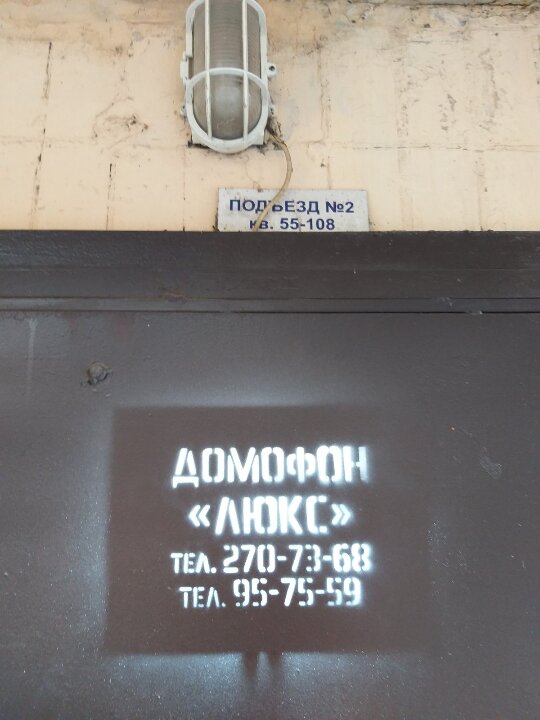 ПОДЪЕЗД №2
кв. 55-108
ДОМОФОН
«ЛЮКС»
ТЕЛ. 270-73-68
ТЕЛ. 95-75-59